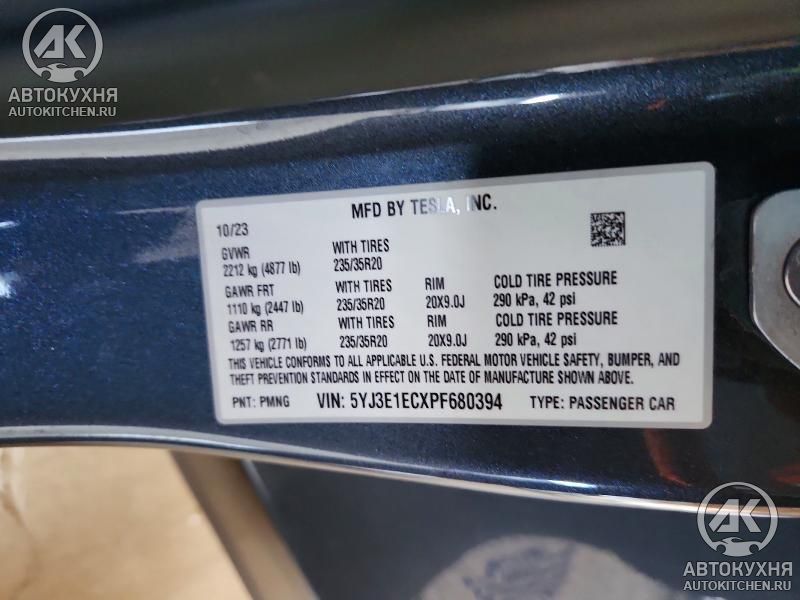 AK
АВТОКУХНЯ
AUTOKITCHEN.RU
MFD BY TESLA, INC.
10/23
GVWR WITH TIRES
2212 kg (4877 lb) 235/35R20
GAWR FRT WITH TIRES RIM COLD TIRE PRESSURE
1110 kg (2447 lb) 235/35R20 20X9.0J 290 kPa, 42 psi
GAWR RR WITH TIRES RIM COLD TIRE PRESSURE
1257 kg (2771 lb) 235/35R20 20X9.0J 290 kPa, 42 psi
THIS VEHICLE CONFORMS TO ALL APPLICABLE U.S. FEDERAL MOTOR VEHICLE SAFETY, BUMPER, AND
THEFT PREVENTION STANDARDS IN EFFECT ON THE DATE OF MANUFACTURE SHOWN ABOVE.
PNT: PMNG VIN: 5YJ3E1ECXPF680394 TYPE: PASSENGER CAR
AK
АВТОКУХНЯ
AUTOKITCHEN.RU